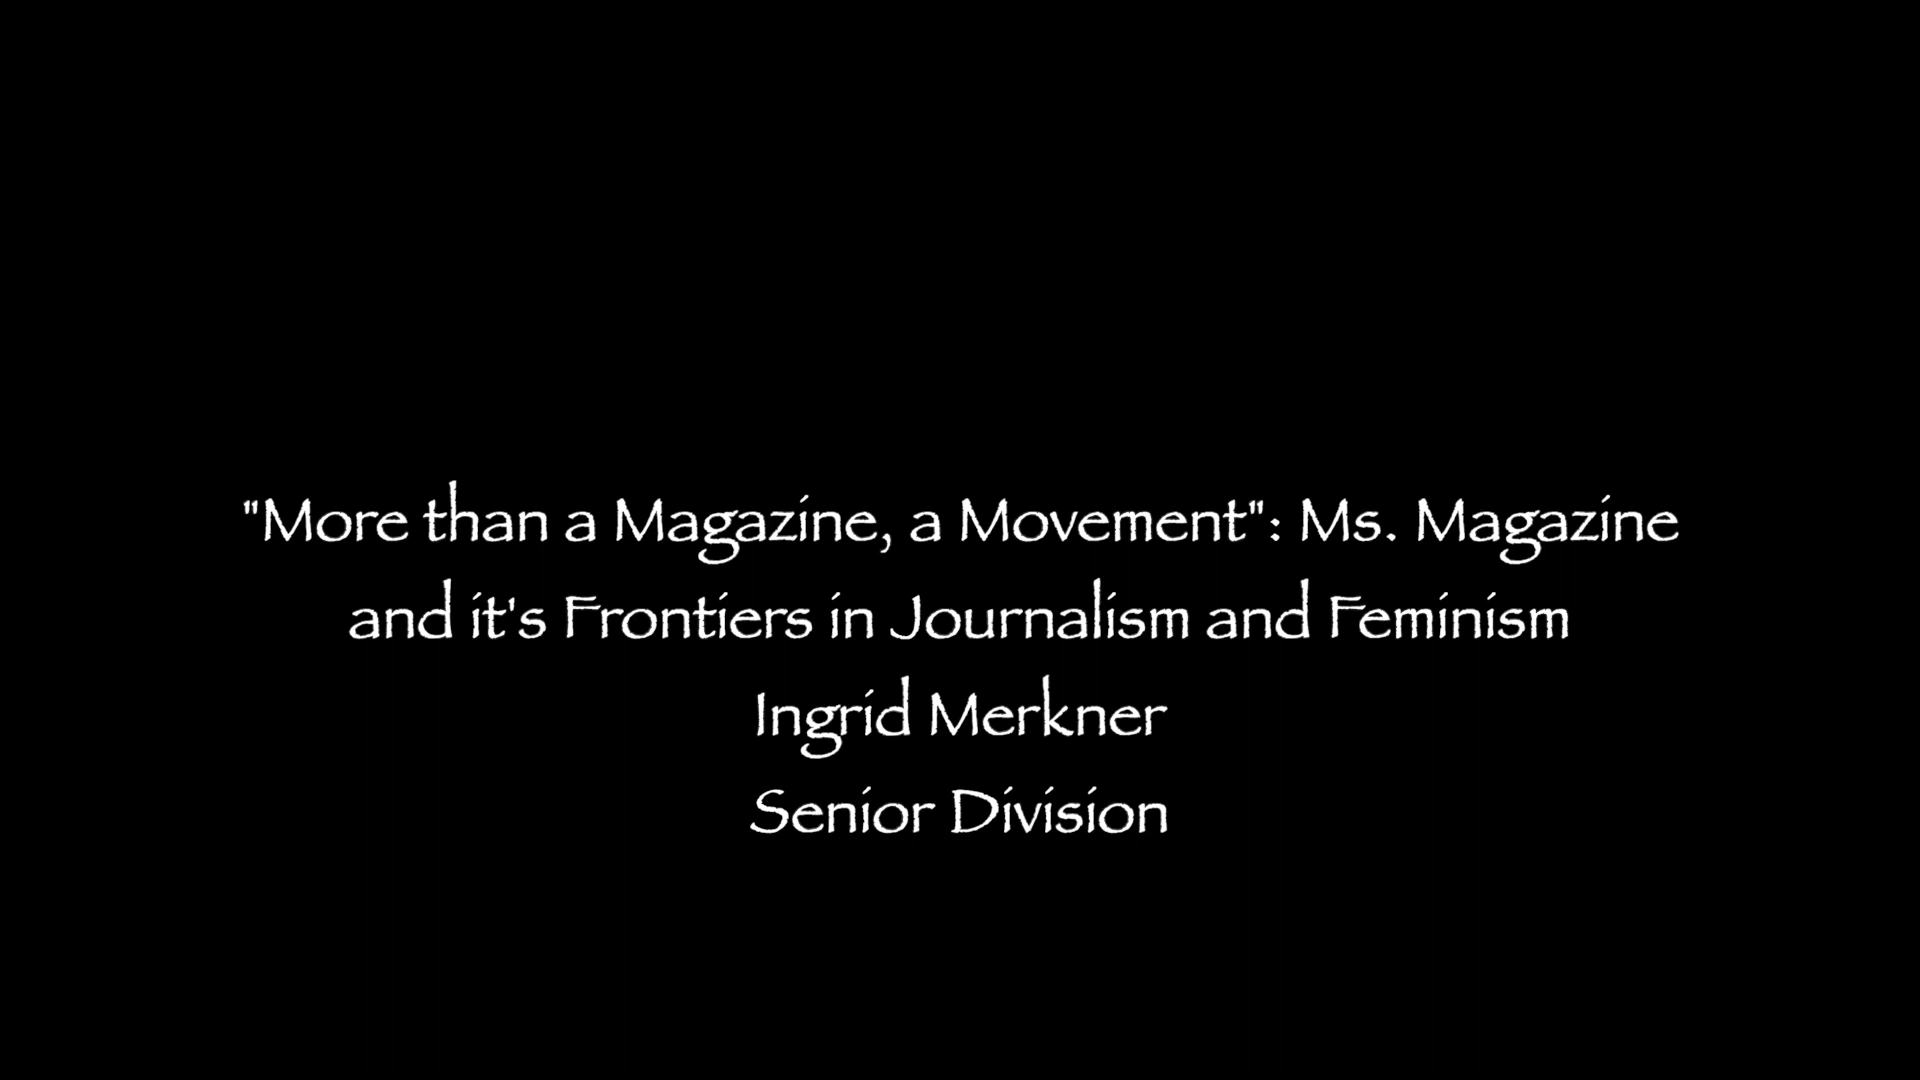 "More than a Magazine, a Movement": Ms. Magazine
and it's Frontiers in Journalism and Feminism
Ingrid Merkner
Senior Division